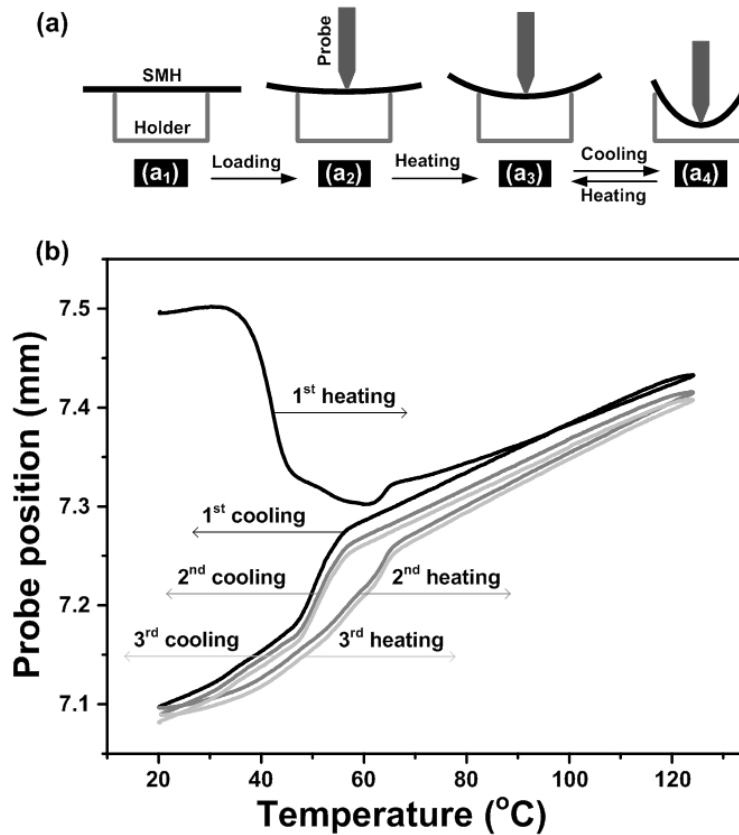 (a)
Probe
SMH
Holder
Cooling
(a1) Loading (a2) Heating (a3) Heating (a4)
(b)
7.5
7.4
7.3
7.2
7.1
Probe position (mm)
1st heating
1st cooling
2nd cooling 2nd heating
3rd cooling 3rd heating
20 40 60 80 100 120
Temperature (oC)